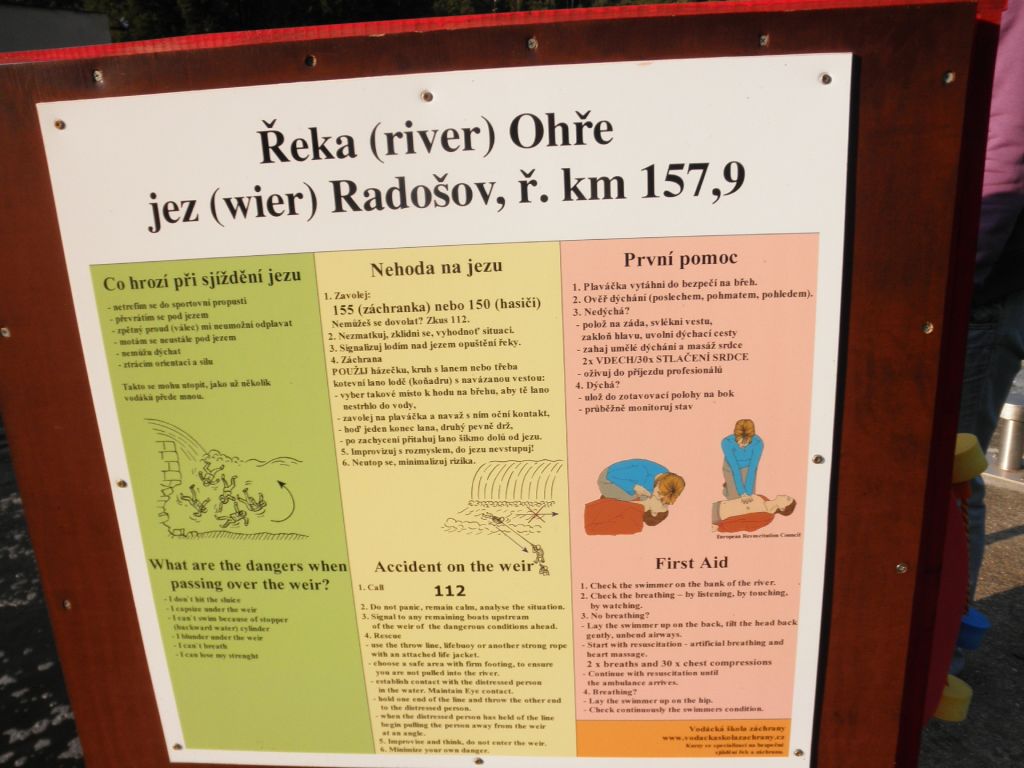 Řeka (river) Ohře
jez (wier) Radošov, ř. km 157,9
Co hrozí při sjíždění jezu
- netrefím se do sportovní propusti
- převrátím se pod jezem
- zpětný proud (válec) mi neumožní odplavat
- motám se neustále pod jezem
- nemůžu dýchat
- ztrácím orientaci a sílu
Takto se mohu utopit, jako už několik
vodáků přede mnou.
What are the dangers when
passing over the weir?
- I don't hit the sluice
- I capsize under the weir
- I can't swim because of stopper
(backward water) cylinder
- I blunder under the weir
- I can't breath
- I can lose my strenght
Nehoda na jezu
1. Zavolej:
155 (záchranka) nebo 150 (hasiči)
Nemůžeš se dovolat? Zkus 112.
2. Nezmatkuj, zklidni se, vyhodnoť situaci.
3. Signalizuj lodím nad jezem opuštění řeky.
4. Záchrana
POUŽIJ házečku, kruh s lanem nebo třeba
kotevní lano lodě (koňadru) s navázanou vestou:
- vyber takové místo k hodu na břehu, aby tě lano
nestrhlo do vody,
- zavolej na plaváčka a navaž s ním oční kontakt,
- hoď jeden konec lana, druhý pevně drž,
- po zachycení přitahuj lano šikmo dolů od jezu.
5. Improvizuj s rozmyslem, do jezu nevstupuj!
6. Neutop se, minimalizuj rizika.
Accident on the weir
1. Call
112
2. Do not panic, remain calm, analyse the situation.
3. Signal to any remaining boats upstream
of the weir of the dangerous conditions ahead.
4. Rescue
- use the throw line, lifebuoy or another strong rope
with an attached life jacket.
- choose a safe area with firm footing, to ensure
you are not pulled into the river.
- establish contact with the distressed person
in the water. Maintain Eye contact.
- hold one end of the line and throw the other end
to the distressed person.
- when the distressed person has held of the line
begin pulling the person away from the weir
at an angle.
5. Improvise and think, do not enter the weir.
6. Minimize your own danger.
První pomoc
1. Plaváčka vytáhni do bezpečí na břeh.
2. Ověř dýchání (poslechem, pohmatem, pohledem).
3. Nedýchá?
- polož na záda, svlékni vestu,
zakloň hlavu, uvolni dýchací cesty
- zahaj umělé dýchání a masáž srdce
2x VDECH/30x STLAČENÍ SRDCE
- oživuj do příjezdu profesionálů
4. Dýchá?
- ulož do zotavovací polohy na bok
- průběžně monitoruj stav
European Resuscitation Council
First Aid
1. Check the swimmer on the bank of the river.
2. Check the breathing – by listening, by touching,
by watching.
3. No breathing?
- Lay the swimmer up on the back, tilt the head back
gently, unbend airways.
- Start with resuscitation - artificial breathing and
heart massage.
2 x breaths and 30 x chest compressions
- Continue with resuscitation until
the ambulance arrives.
4. Breathing?
- Lay the swimmer up on the hip.
- Check continuously the swimmers condition.
Vodácká škola záchrany
www.vodackaskolazachrany.cz
Kurzy se specializací na bezpečné
sjíždění řek a záchranu.